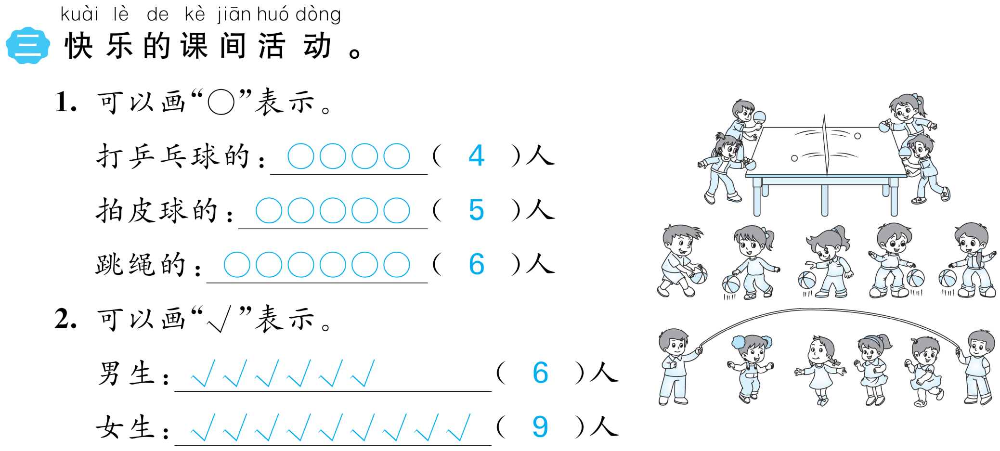 kuài lè de kè jiān huó dòng
三 快乐的课间活动。
1. 可以画“○”表示。
打乒乓球的：○○○○（ 4 ）人
拍皮球的：○○○○○（ 5 ）人
跳绳的：○○○○○○（ 6 ）人
2. 可以画“√”表示。
男生：√√√√√√（ 6 ）人
女生：√√√√√√√√√（ 9 ）人